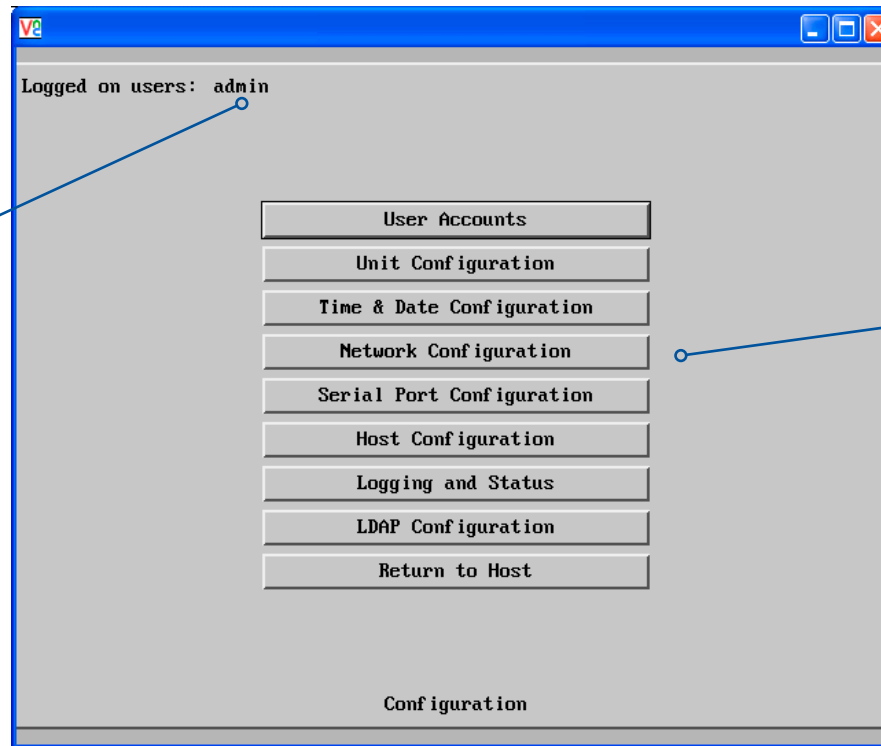 Logged on users: admin
User Accounts
Unit Configuration
Time & Date Configuration
Network Configuration
Serial Port Configuration
Host Configuration
Logging and Status
LDAP Configuration
Return to Host
Configuration